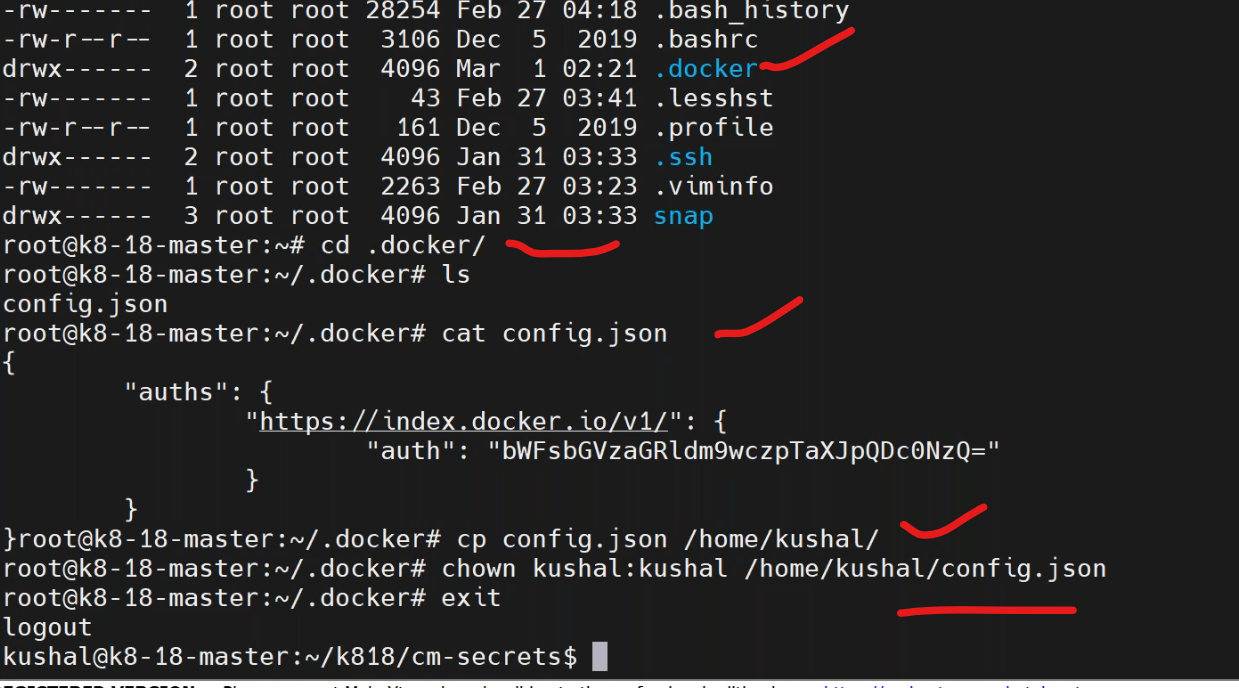 -rw------- 1 root root 28254 Feb 27 04:18 .bash_history
-rw-r--r-- 1 root root 3106 Dec 5 2019 .bashrc
drwx------ 2 root root 4096 Mar 1 02:21 .docker
-rw------- 1 root root 43 Feb 27 03:41 .lesshst
-rw-r--r-- 1 root root 161 Dec 5 2019 .profile
drwx------ 2 root root 4096 Jan 31 03:33 .ssh
-rw------- 1 root root 2263 Feb 27 03:23 .viminfo
drwx------ 3 root root 4096 Jan 31 03:33 snap
root@k8-18-master:~# cd .docker/
root@k8-18-master:~/.docker# ls
config.json
root@k8-18-master:~/.docker# cat config.json
{
"auths": {
"https://index.docker.io/v1/": {
"auth": "bWFsbGVzaGRldm9wczpTaXJpQDc0NzQ="
}
}
}root@k8-18-master:~/.docker# cp config.json /home/kushal/
root@k8-18-master:~/.docker# chown kushal:kushal /home/kushal/config.json
root@k8-18-master:~/.docker# exit
logout
kushal@k8-18-master:~/k818/cm-secrets$